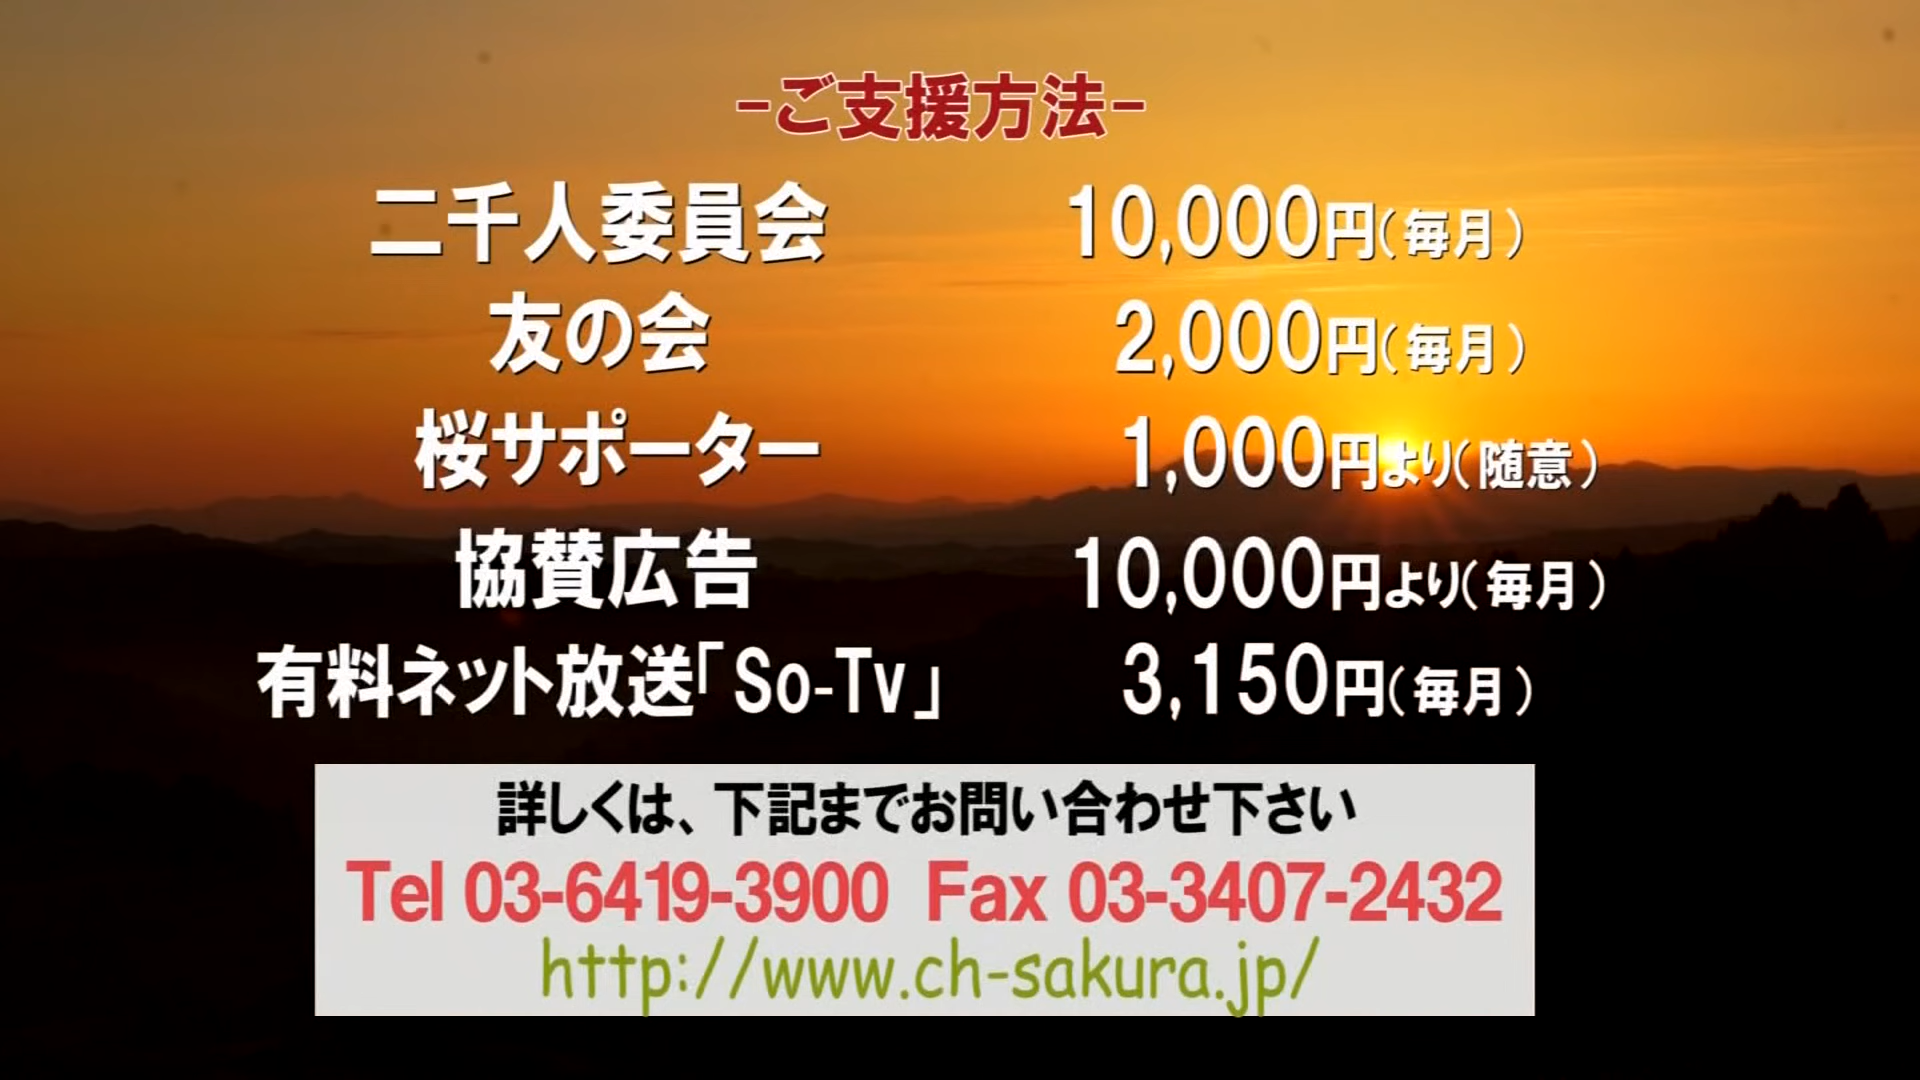 -ご支援方法-
二千人委員会 10,000円(毎月)
友の会 2,000円(毎月)
桜サポーター 1,000円より(随意)
協賛広告 10,000円より(毎月)
有料ネット放送「So-Tv」 3,150円(毎月)
詳しくは、下記までお問い合わせ下さい
Tel 03-6419-3900 Fax 03-3407-2432
http://www.ch-sakura.jp/